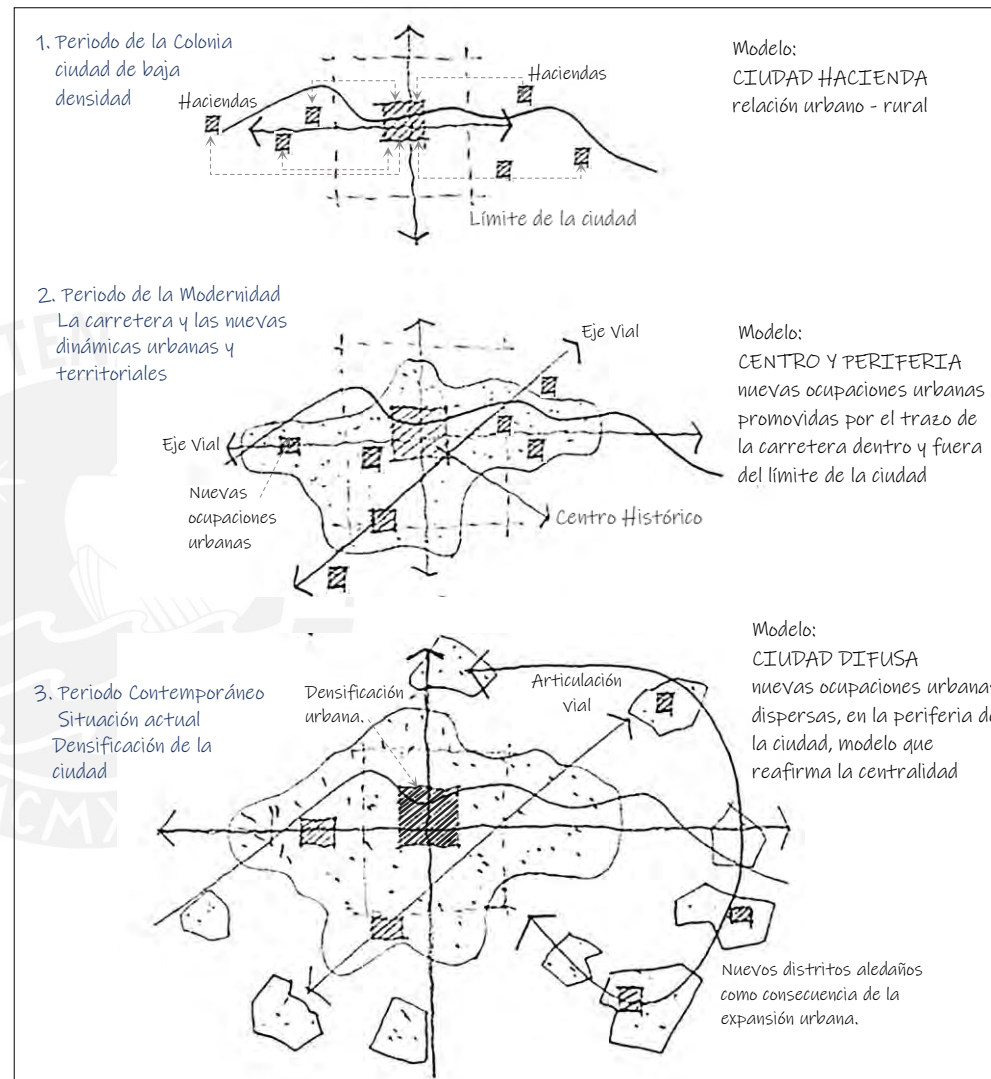 1. Periodo de la Colonia
ciudad de baja
densidad
Haciendas
Haciendas
Límite de la ciudad
Modelo:
CIUDAD HACIENDA
relación urbano - rural
2. Periodo de la Modernidad
La carretera y las nuevas
dinámicas urbanas y
territoriales
Eje Vial
Eje Vial
Nuevas
ocupaciones
urbanas
Centro Histórico
Modelo:
CENTRO Y PERIFERIA
nuevas ocupaciones urbanas
promovidas por el trazo de
la carretera dentro y fuera
del límite de la ciudad
3. Periodo Contemporáneo
Situación actual
Densificación de la
ciudad
Densificación
urbana.
Articulación
vial
Modelo:
CIUDAD DIFUSA
nuevas ocupaciones urbanas
dispersas, en la periferia de
la ciudad, modelo que
reafirma la centralidad
Nuevos distritos aledaños
como consecuencia de la
expansión urbana.